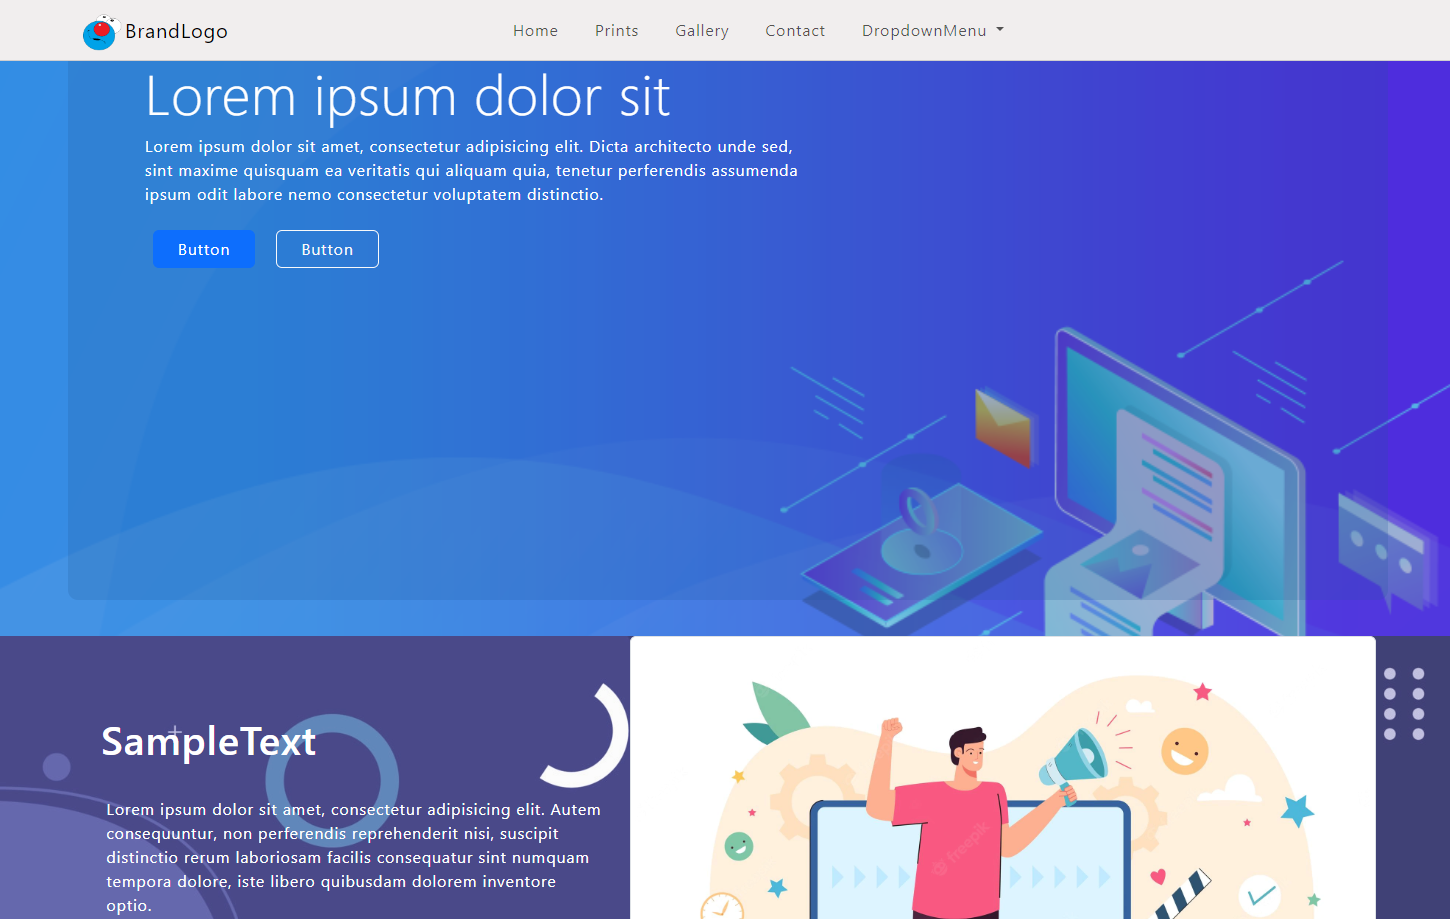 BrandLogo
Home
Prints
Gallery
Contact
DropdownMenu
Lorem ipsum dolor sit
Lorem ipsum dolor sit amet, consectetur adipisicing elit. Dicta architecto unde sed,
sint maxime quisquam ea veritatis qui aliquam quia, tenetur perferendis assumenda
ipsum odit labore nemo consectetur voluptatem distinctio.
Button
Button
SampleText
Lorem ipsum dolor sit amet, consectetur adipisicing elit. Autem
consequuntur, non perferendis reprehenderit nisi, suscipit
distinctio rerum laboriosam facilis consequatur sint numquam
tempora dolore, iste libero quibusdam dolorem inventore
optio.
freepik